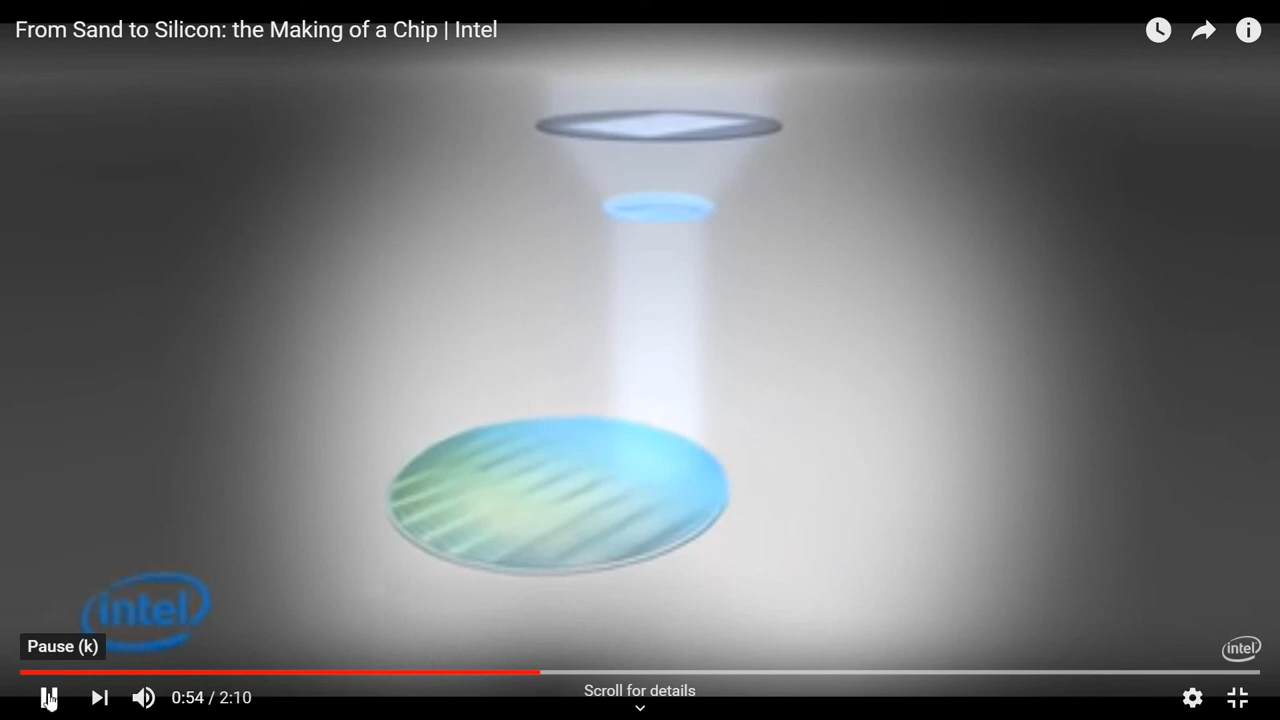 From Sand to Silicon: the Making of a Chip | Intel
intel
Pause (k)
intel
0:54 / 2:10
Scroll for details